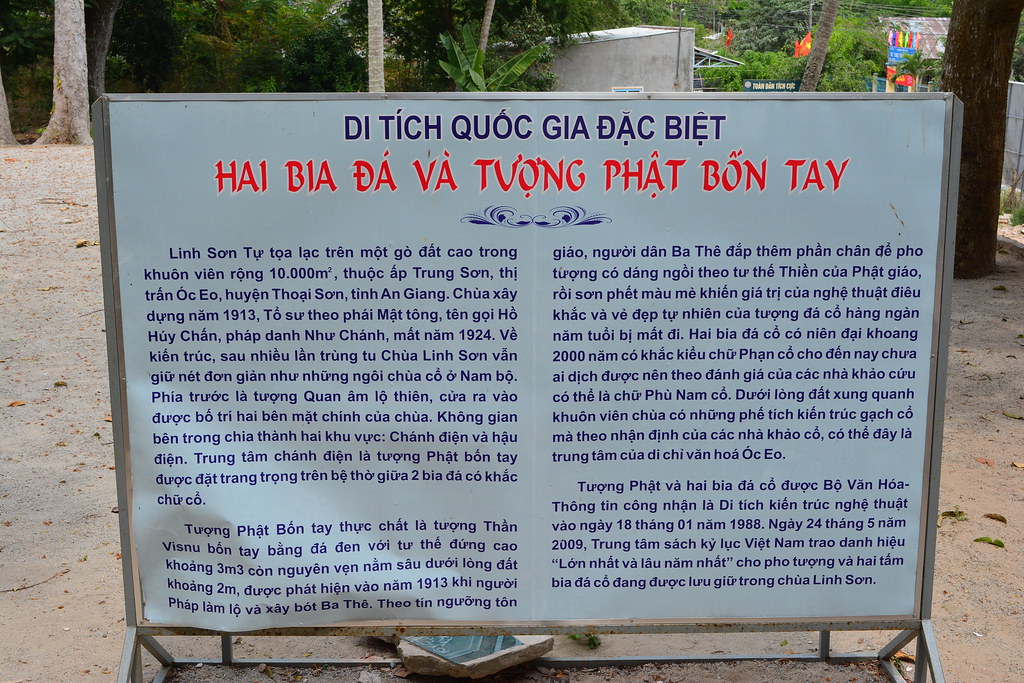 TOÀN DÂN TÍCH CỰC
DI TÍCH QUỐC GIA ĐẶC BIỆT
HAI BIA ĐÁ VÀ TƯỢNG PHẬT BỐN TAY
Linh Sơn Tự tọa lạc trên một gò đất cao trong
khuôn viên rộng 10.000m², thuộc ấp Trung Sơn, thị
trấn Óc Eo, huyện Thoại Sơn, tỉnh An Giang. Chùa xây
dựng năm 1913, Tổ sư theo phái Mật tông, tên gọi Hồ
Húy Chấn, pháp danh Như Chánh, mất năm 1924. Về
kiến trúc, sau nhiều lần trùng tu Chùa Linh Sơn vẫn
giữ nét đơn giản như những ngôi chùa cổ ở Nam bộ.
Phía trước là tượng Quan âm lộ thiên, cửa ra vào
được bố trí hai bên mặt chính của chùa. Không gian
bên trong chia thành hai khu vực: Chánh điện và hậu
điện. Trung tâm chánh điện là tượng Phật bốn tay
được đặt trang trọng trên bệ thờ giữa 2 bia đá có khắc
chữ cổ.
Tượng Phật Bốn tay thực chất là tượng Thần
Visnu bốn tay bằng đá đen với tư thế đứng cao
khoảng 3m3 còn nguyên vẹn nằm sâu dưới lòng đất
khoảng 2m, được phát hiện vào năm 1913 khi người
Pháp làm lộ và xây bót Ba Thê. Theo tín ngưỡng tôn
giáo, người dân Ba Thê đắp thêm phần chân để pho
tượng có dáng ngồi theo tư thế Thiền của Phật giáo,
rồi sơn phết màu mè khiến giá trị của nghệ thuật điêu
khắc và vẻ đẹp tự nhiên của tượng đá cổ hàng ngàn
năm tuổi bị mất đi. Hai bia đá cổ có niên đại khoang
2000 năm có khắc kiểu chữ Phạn cổ cho đến nay chưa
ai dịch được nên theo đánh giá của các nhà khảo cứu
có thể là chữ Phù Nam cổ. Dưới lòng đất xung quanh
khuôn viên chùa có những phế tích kiến trúc gạch cổ
mà theo nhận định của các nhà khảo cổ, có thể đây là
trung tâm của di chỉ văn hoá Óc Eo.
Tượng Phật và hai bia đá cổ được Bộ Văn Hóa-
Thông tin công nhận là Di tích kiến trúc nghệ thuật
vào ngày 18 tháng 01 năm 1988. Ngày 24 tháng 5 năm
2009, Trung tâm sách kỷ lục Việt Nam trao danh hiệu
“Lớn nhất và lâu năm nhất” cho pho tượng và hai tấm
bia đá cổ đang được lưu giữ trong chùa Linh Sơn.